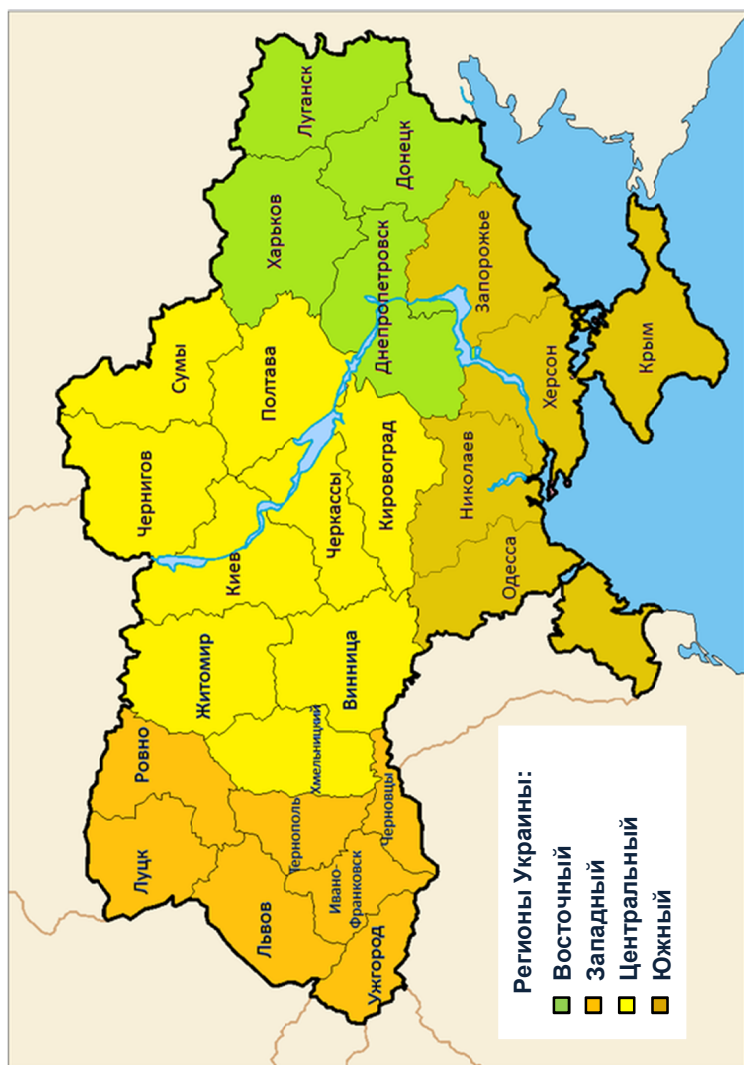 Луцк
Ровно
Житомир
Киев
Чернигов
Сумы
Харьков
Луганск
Львов
Тернополь
Хмельницкий
Винница
Черкассы
Полтава
Днепропетровск
Донецк
Ужгород
Ивано-
Франковск
Черновцы
Кировоград
Одесса
Николаев
Херсон
Запорожье
Крым
Регионы Украины:
Восточный
Западный
Центральный
Южный